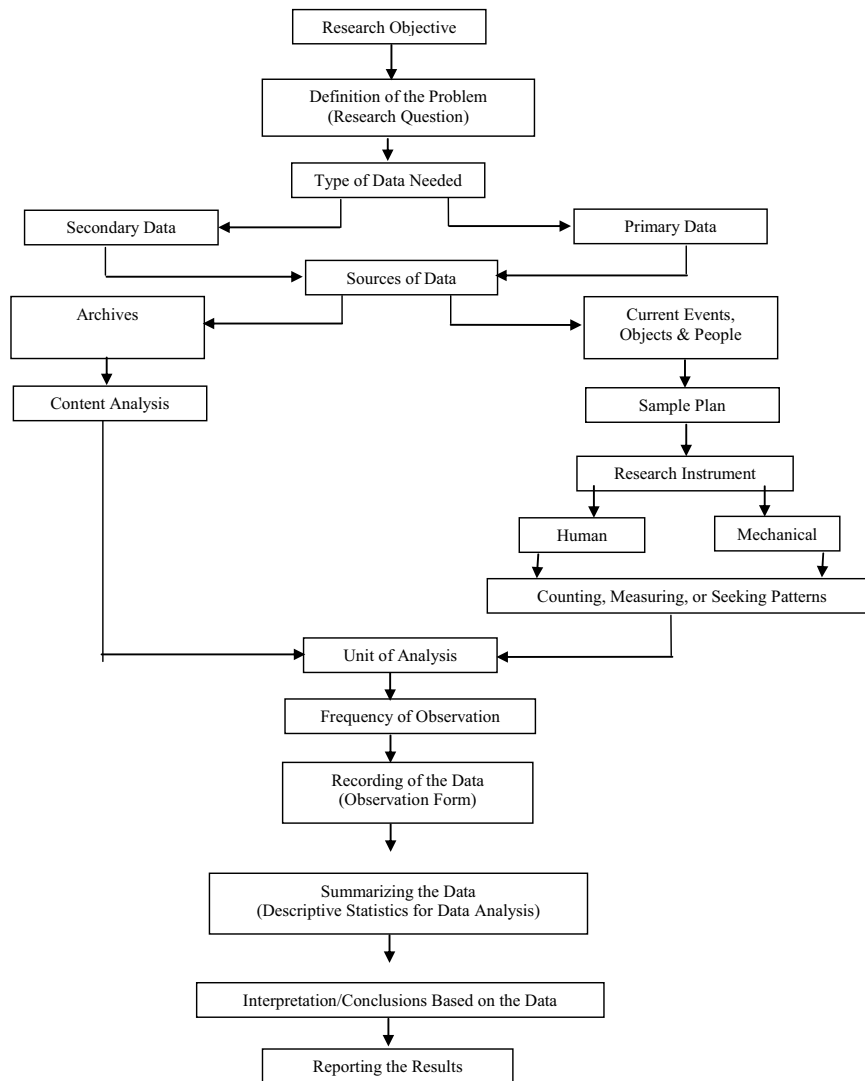 Research Objective
Definition of the Problem
(Research Question)
Type of Data Needed
Secondary Data
Primary Data
Sources of Data
Archives
Current Events,
Objects & People
Content Analysis
Sample Plan
Research Instrument
Human
Mechanical
Counting, Measuring, or Seeking Patterns
Unit of Analysis
Frequency of Observation
Recording of the Data
(Observation Form)
Summarizing the Data
(Descriptive Statistics for Data Analysis)
Interpretation/Conclusions Based on the Data
Reporting the Results